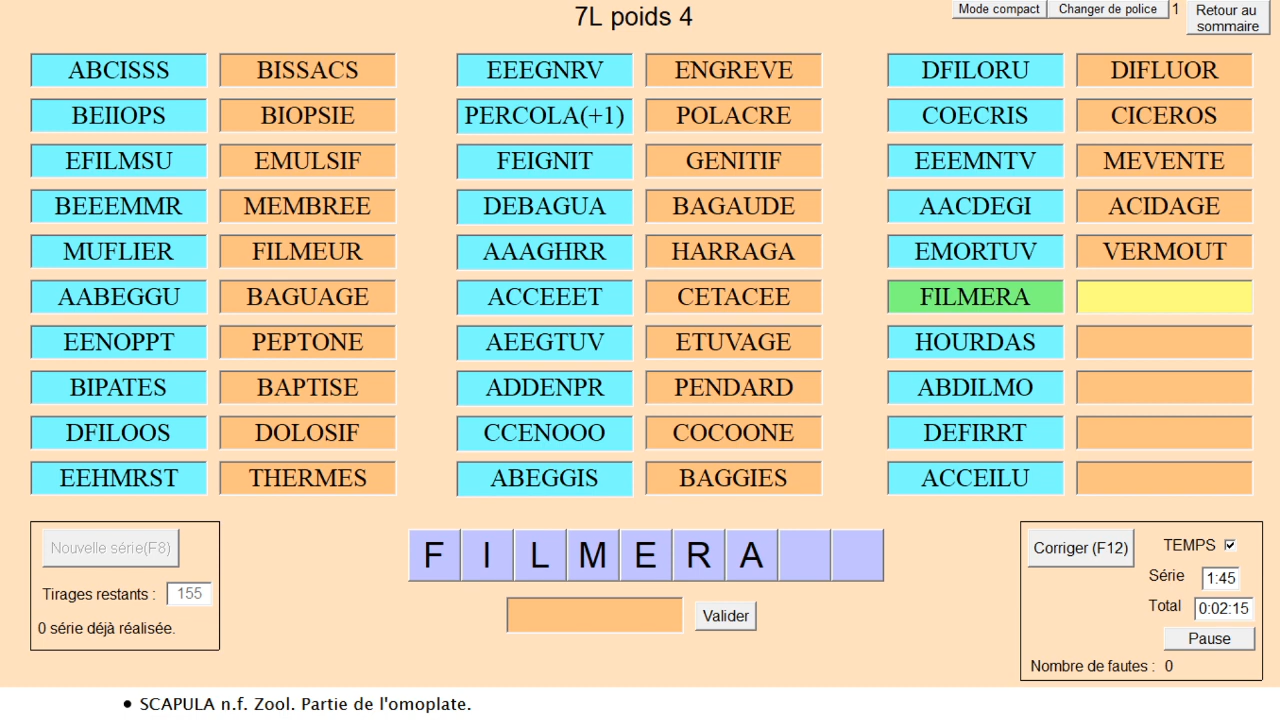 7L poids 4
Mode compact Changer de police 1 Retour au sommaire
ABCISSS BISSACS EEEGNRV ENGREVE DFILORU DIFLUOR
BEIIOPS BIOPSIE PERCOLA(+1) POLACRE COECRIS CICEROS
EFILMSU EMULSIF FEIGNIT GENITIF EEEMNTV MEVENTE
BEEEMMR MEMBREE DEBAGUA BAGAUDE AACDEGI ACIDAGE
MUFLIER FILMEUR AAAGHRR HARRAGA EMORTUV VERMOUT
AABEGGU BAGUAGE ACCEEET CETACEE FILMERA
EENOPPT PEPTONE AEEGTUV ETUVAGE HOURDAS
BIPATES BAPTISE ADDENPR PENDARD ABDILMO
DFILOOS DOLOSIF CCENOOO COCOONE DEFIRRT
EEHMRST THERMES ABEGGIS BAGGIES ACCEILU
Nouvelle série(F8)
Tirages restants : 155
0 série déjà réalisée.
F I L M E R A
Valider
Corriger (F12) TEMPS
Série 1:45
Total 0:02:15
Pause
Nombre de fautes : 0
• SCAPULA n.f. Zool. Partie de l'omoplate.